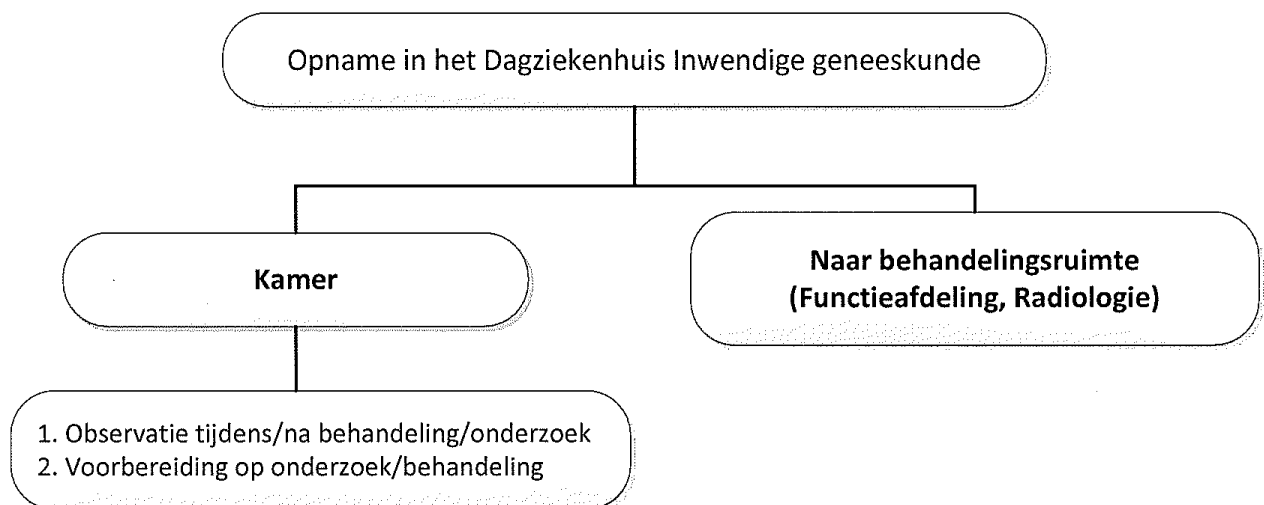 Opname in het Dagziekenhuis Inwendige geneeskunde
Kamer
Naar behandelingsruimte
(Functieafdeling, Radiologie)
1. Observatie tijdens/na behandeling/onderzoek
2. Voorbereiding op onderzoek/behandeling